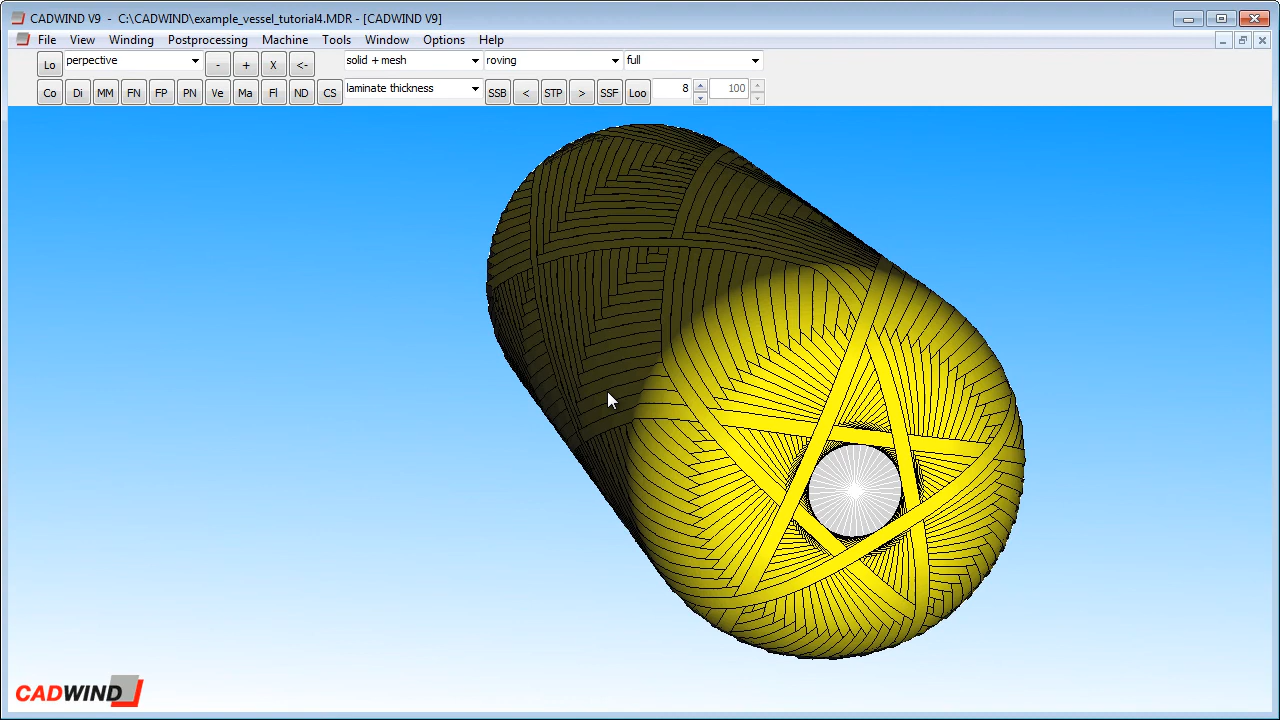 CADWIND V9 - C:\CADWIND\example_vessel_tutorial4.MDR - [CADWIND V9]
File View Winding Postprocessing Machine Tools Window Options Help
Lo perpective - + X <- solid + mesh roving full
Co Di MM FN FP PN Ve Ma Fl ND CS laminate thickness SSB < STP > SSF Loo 8 100
CADWIND